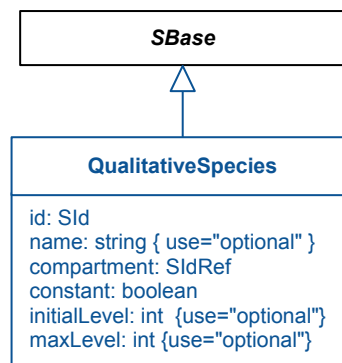 SBase
QualitativeSpecies
id: SId
name: string { use="optional" }
compartment: SIdRef
constant: boolean
initialLevel: int  {use="optional"}
maxLevel: int {use="optional"}